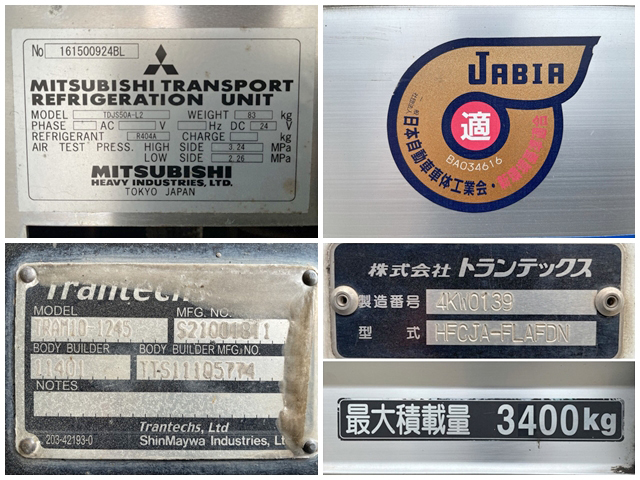 No 161500924BL
MITSUBISHI TRANSPORT
REFRIGERATION UNIT
MODEL TDJS50A-L2 WEIGHT 83 kg
PHASE AC V Hz DC 24 V
REFRIGERANT R404A CHARGE kg
AIR TEST PRESS. HIGH SIDE 3.24 MPa
LOW SIDE 2.26 MPa
MITSUBISHI
HEAVY INDUSTRIES, LTD.
TOKYO JAPAN
JABIA
適
BA034616
社団法人
日本自動車車体工業会・
Trantechs
MODEL MFG. NO.
BODY BUILDER BODY BUILDER MFG NO.
11401
NOTES
Trantechs, Ltd
203-42193-0 ShinMaywa Industries, Lt
株式会社 トランテックス
製造番号 4KW0139
型式 HFCJA-FLAFDN
最大積載量 3400kg